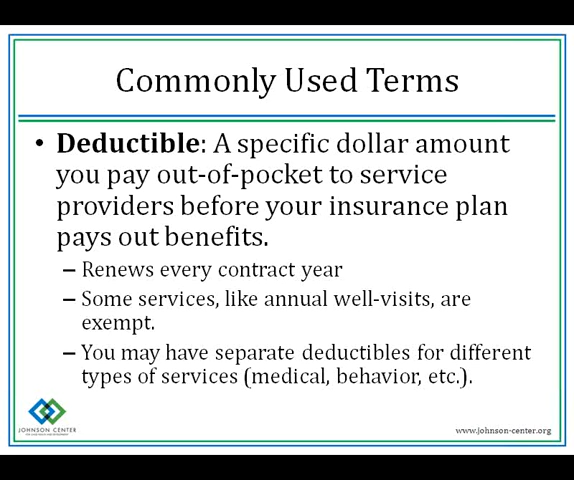 Commonly Used Terms
• Deductible: A specific dollar amount
you pay out-of-pocket to service
providers before your insurance plan
pays out benefits.
– Renews every contract year
– Some services, like annual well-visits, are
exempt.
– You may have separate deductibles for different
types of services (medical, behavior, etc.).
JOHNSON CENTER
www.johnson-center.org